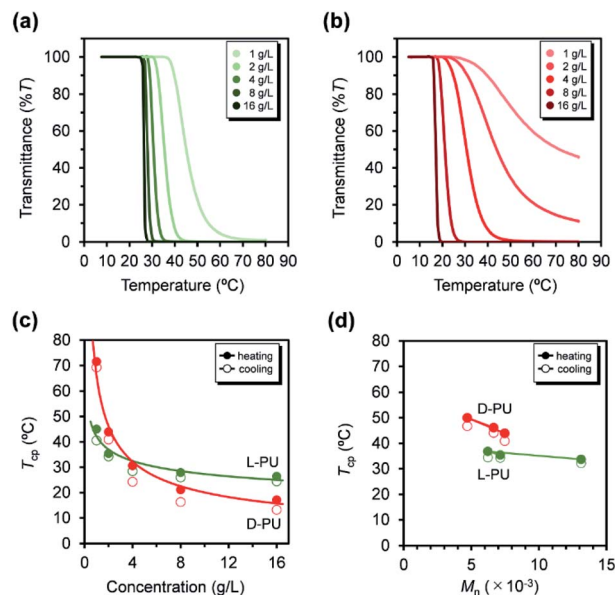 (a)
100
80
60
40
20
0
Transmittance (%T)
1 g/L
2 g/L
4 g/L
8 g/L
16 g/L
0 10 20 30 40 50 60 70 80 90
Temperature (ºC)
(b)
100
80
60
40
20
0
Transmittance (%T)
1 g/L
2 g/L
4 g/L
8 g/L
16 g/L
0 10 20 30 40 50 60 70 80 90
Temperature (ºC)
(c)
80
70
60
50
40
30
20
10
0
Tcp (ºC)
heating
cooling
L-PU
D-PU
0 4 8 12 16
Concentration (g/L)
(d)
80
70
60
50
40
30
20
10
0
Tcp (ºC)
heating
cooling
D-PU
L-PU
0 5 10 15
Mn (×10⁻³)